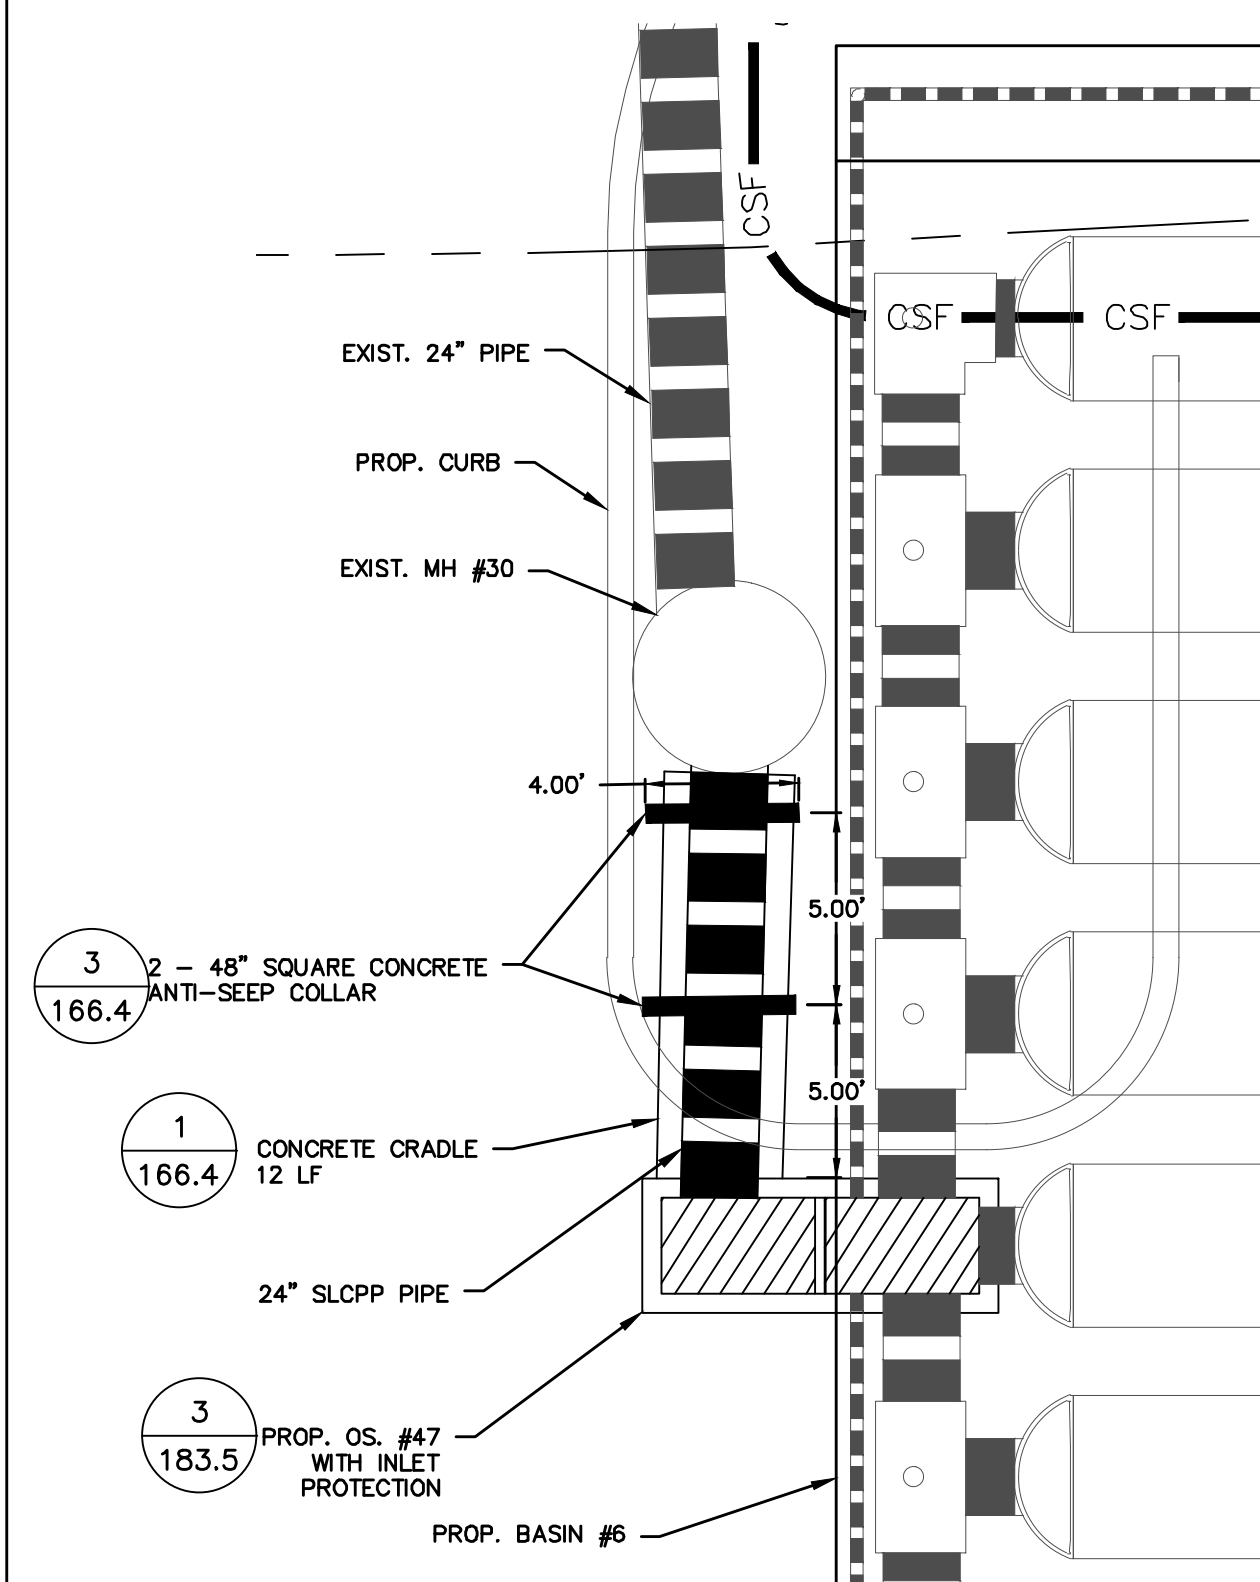 CSF
CSF
CSF
EXIST. 24" PIPE
PROP. CURB
EXIST. MH #30
4.00'
5.00'
3
166.4
2 - 48" SQUARE CONCRETE
ANTI-SEEP COLLAR
5.00'
1
166.4
CONCRETE CRADLE
12 LF
24" SLCPP PIPE
3
183.5
PROP. OS. #47
WITH INLET
PROTECTION
PROP. BASIN #6